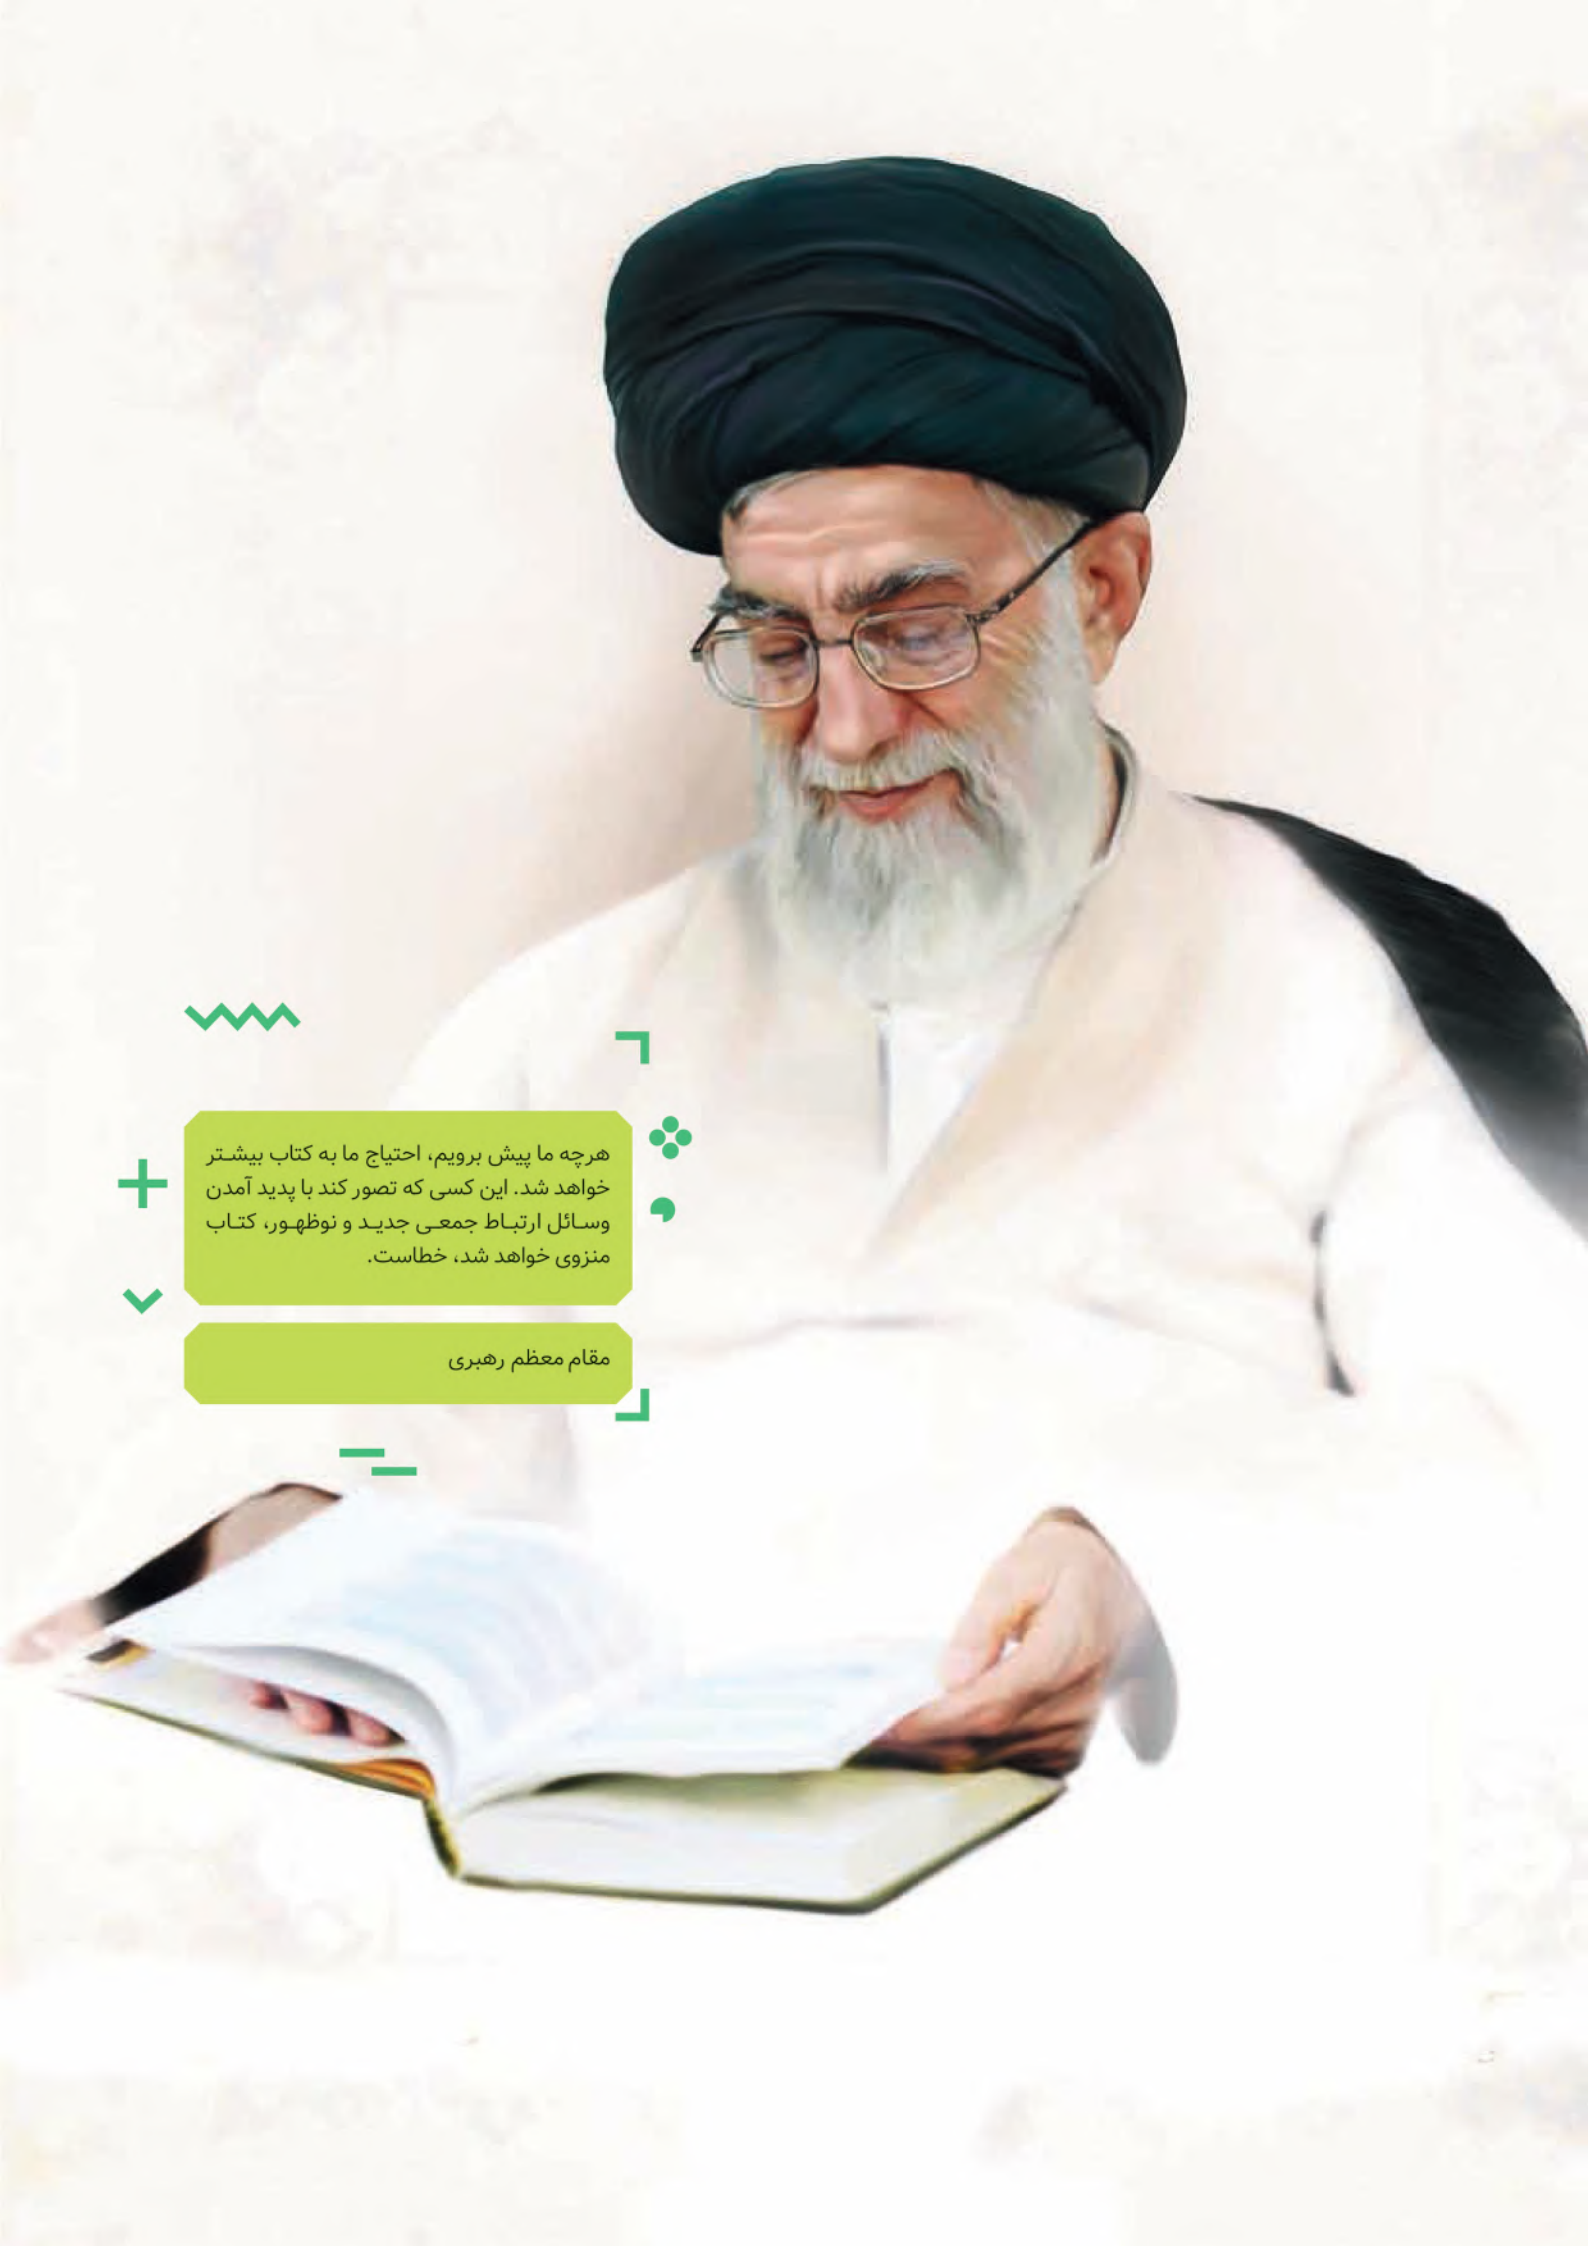 هرچه ما پیش برویم، احتیاج ما به کتاب بیشتر
خواهد شد. این کسی که تصور کند با پدید آمدن
وسائل ارتباط جمعی جدید و نوظهور، کتاب
منزوی خواهد شد، خطاست.
مقام معظم رهبری